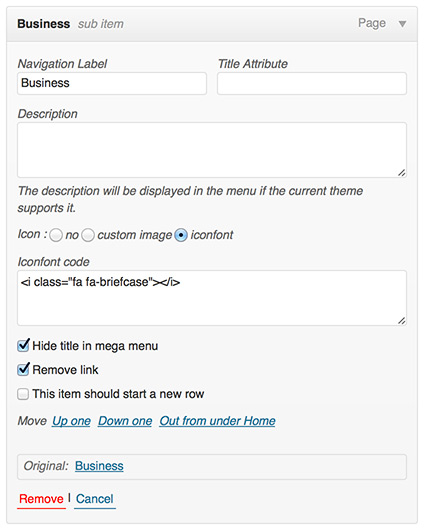 Business sub item Page
Navigation Label Title Attribute
Business
Description
The description will be displayed in the menu if the current theme
supports it.
Icon : no custom image iconfont
Iconfont code
<i class="fa fa-briefcase"></i>
Hide title in mega menu
Remove link
This item should start a new row
Move Up one Down one Out from under Home
Original: Business
Remove | Cancel